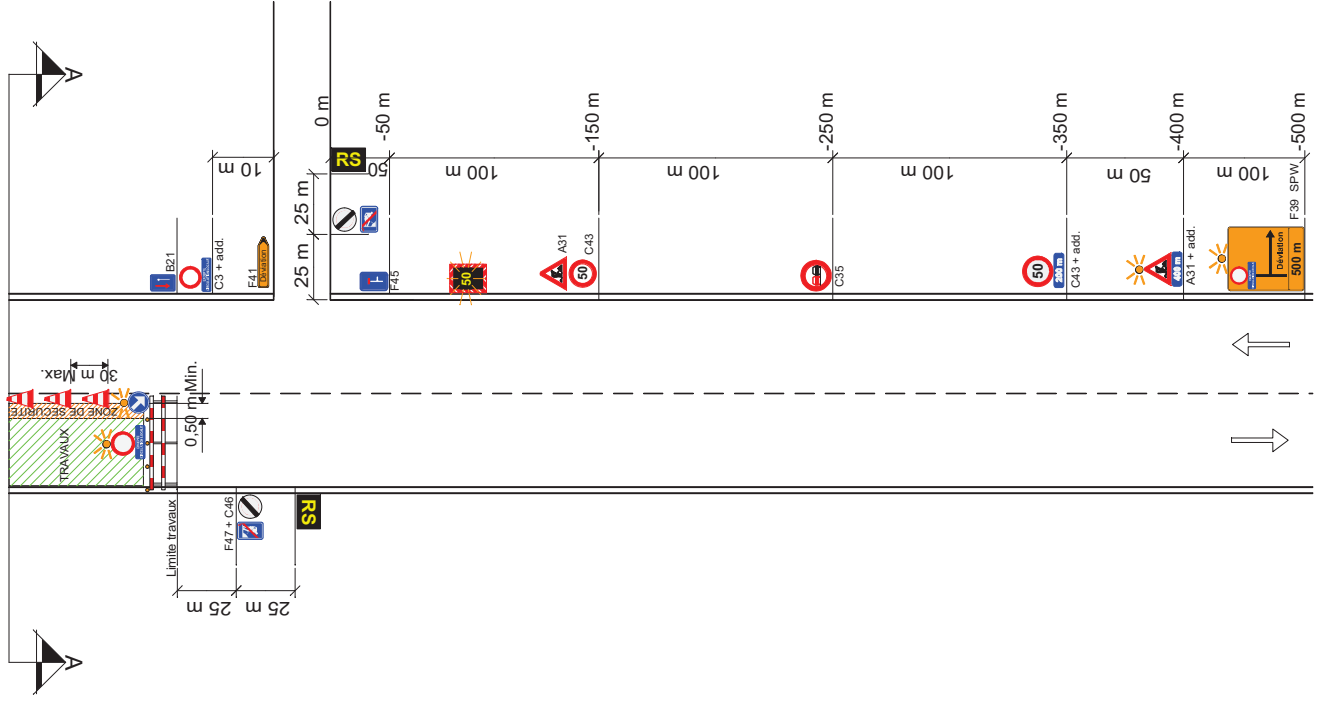 A
A
0 m
10 m
B21
C3 + add.
F41
Déviation
RS
-50 m
50
25 m
25 m
F45
100 m
50
A31
50
C43
-150 m
100 m
C35
-250 m
100 m
50
200 m
C43 + add.
-350 m
50 m
400 m
A31 + add.
-400 m
100 m
Déviation
500 m
F39 SPW
-500 m
30 m Max.
ZONE DE SECURITE
TRAVAUX
0,50 m Min.
Limite travaux
F47 + C46
RS
25 m
25 m